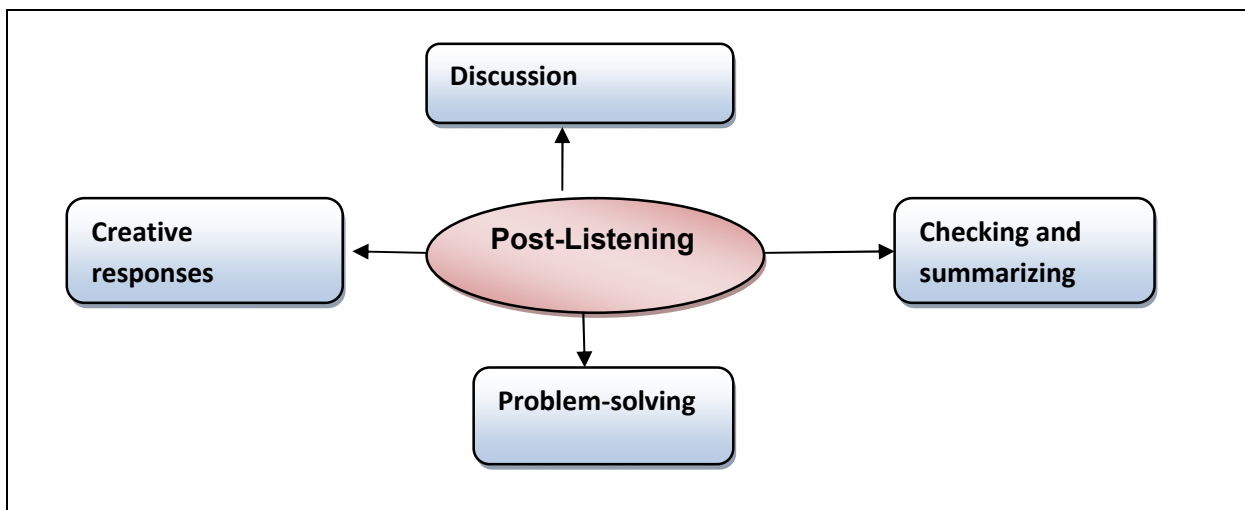 Discussion
Creative
responses
Post-Listening
Checking and
summarizing
Problem-solving